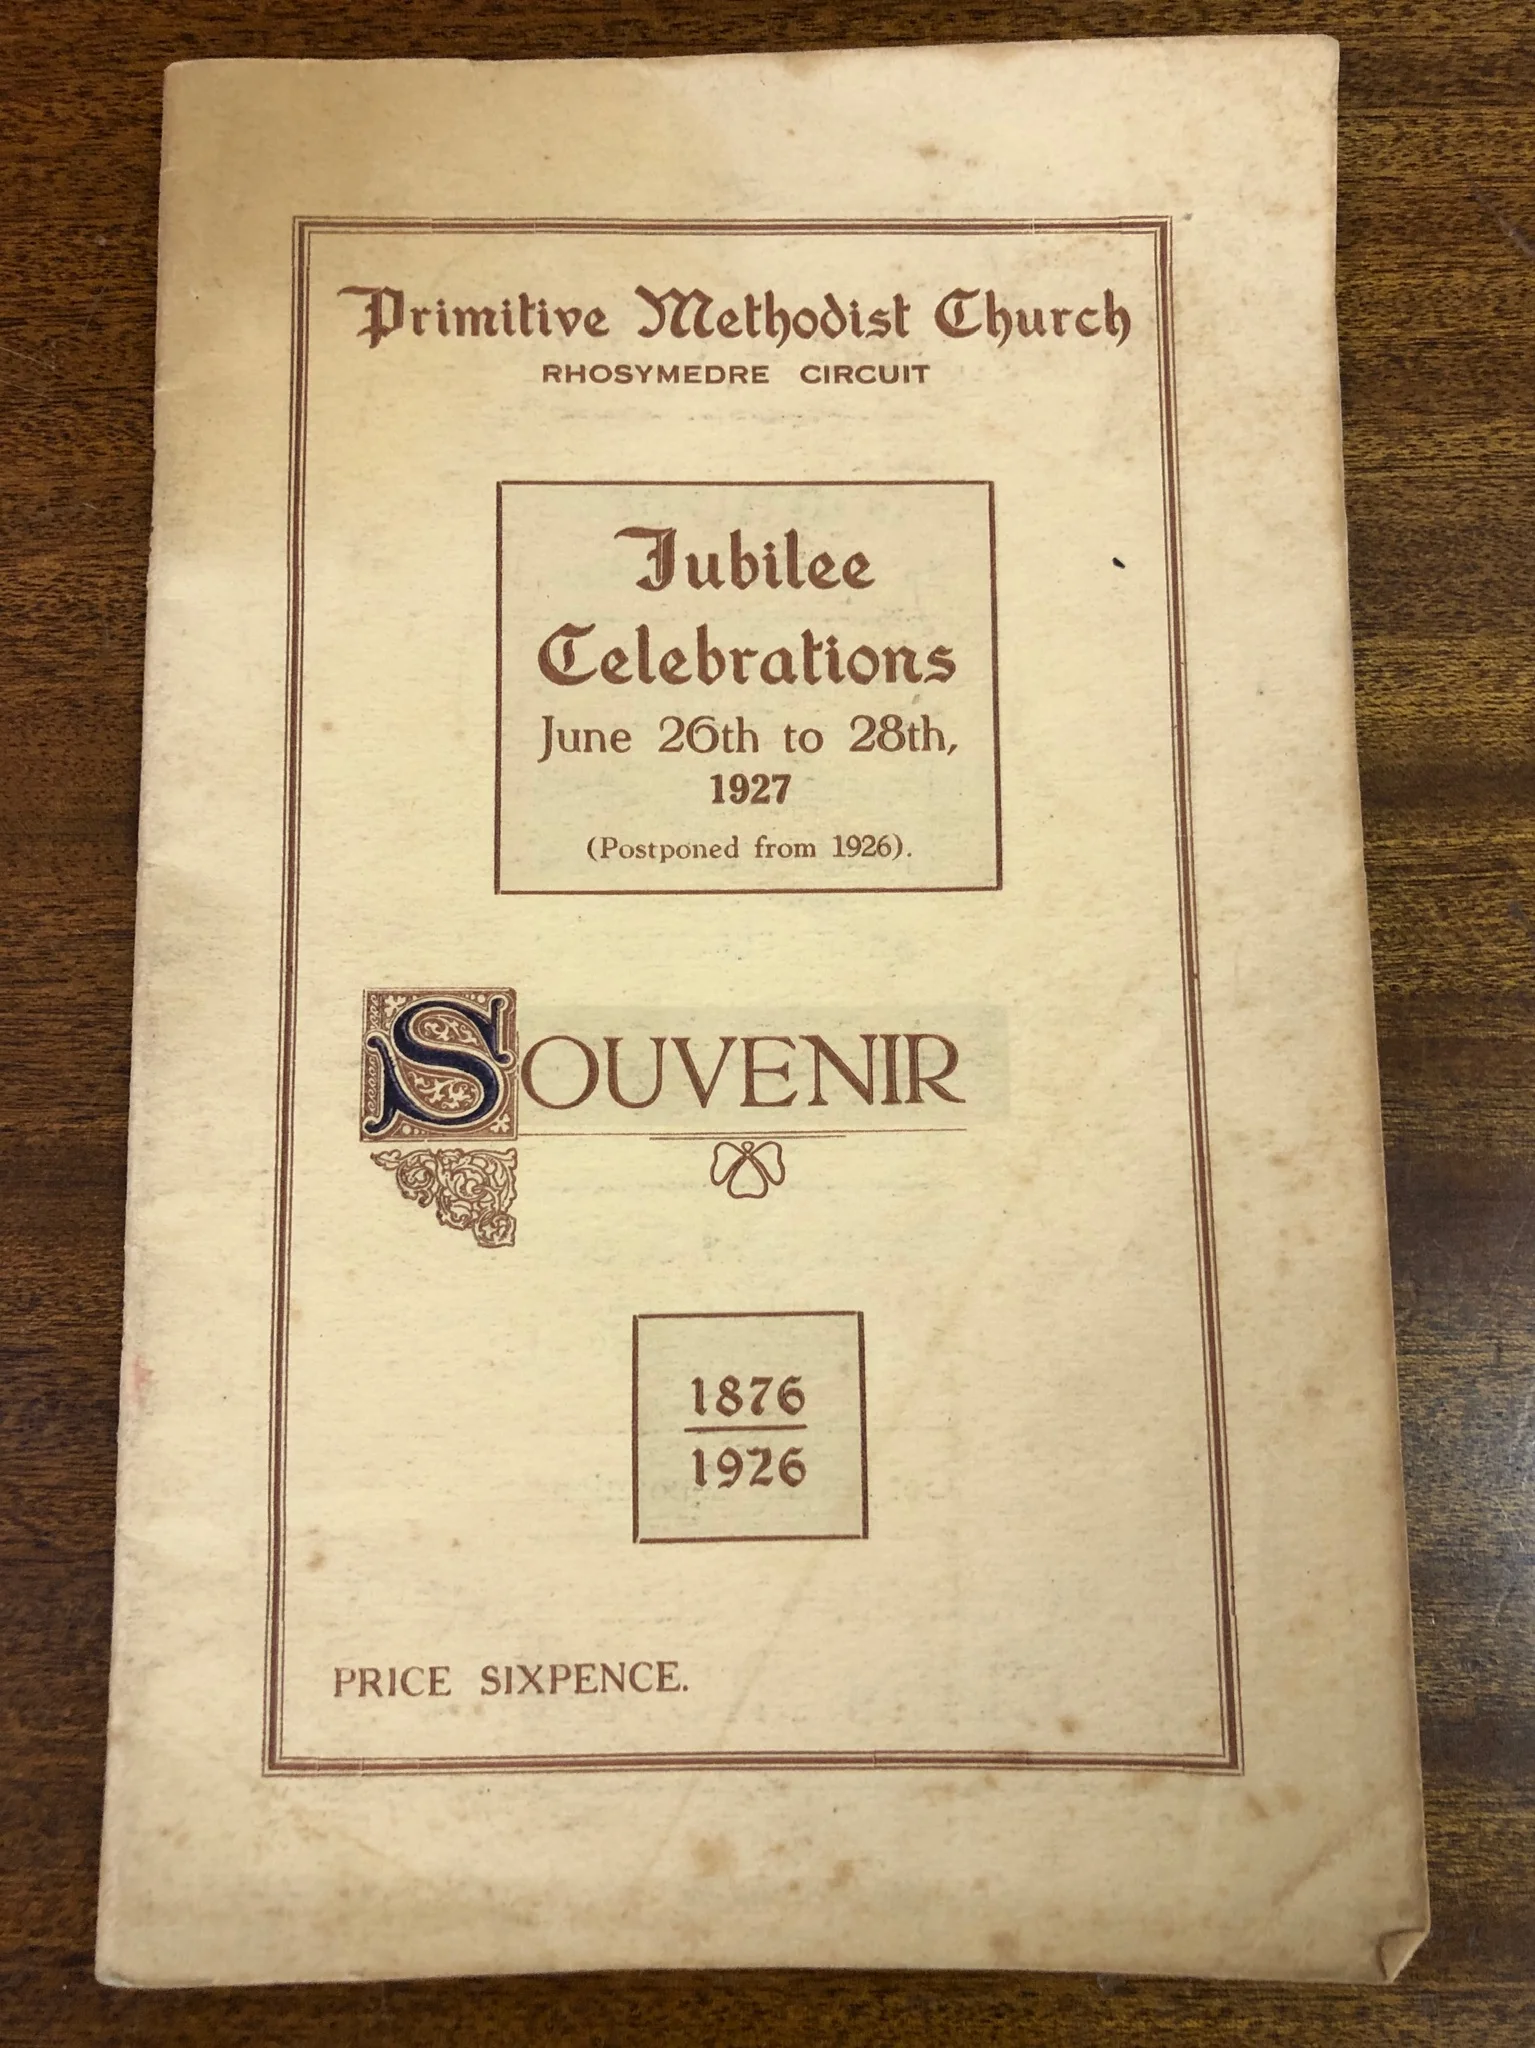 Primitive Methodist Church
RHOSYMEDRE CIRCUIT
Jubilee
Celebrations
June 26th to 28th,
1927
(Postponed from 1926).
SOUVENIR
1876
1926
PRICE SIXPENCE.